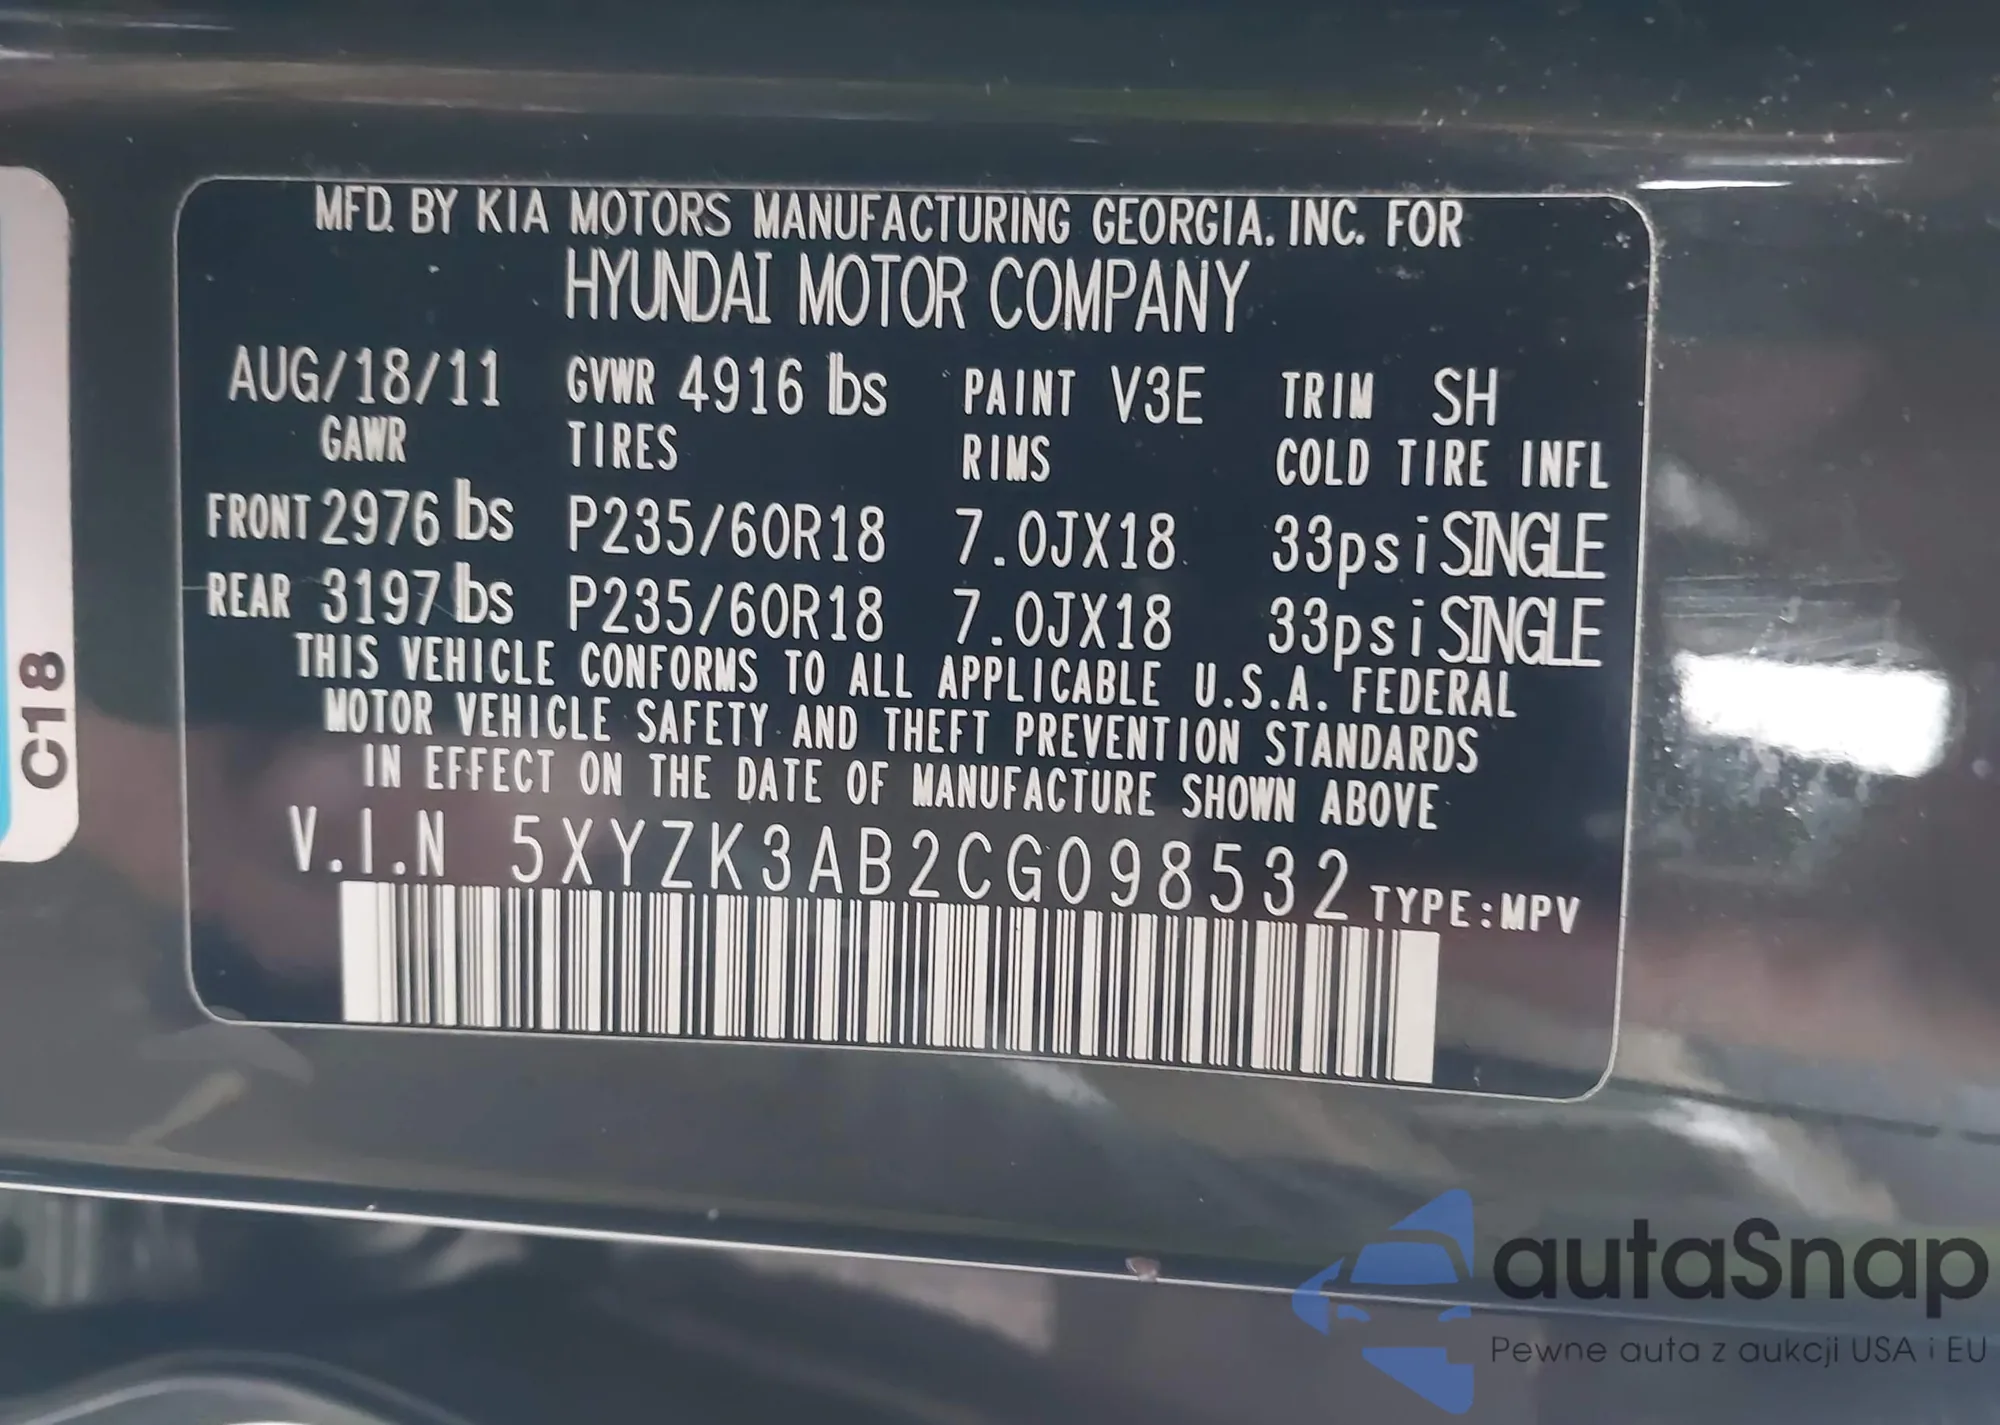 MFD. BY KIA MOTORS MANUFACTURING GEORGIA. INC. FOR
HYUNDAI MOTOR COMPANY
AUG/18/11 GVWR 4916 lbs PAINT V3E TRIM SH
GAWR TIRES RIMS COLD TIRE INFL
FRONT 2976 lbs P235/60R18 7.0JX18 33psi SINGLE
REAR 3197 lbs P235/60R18 7.0JX18 33psi SINGLE
THIS VEHICLE CONFORMS TO ALL APPLICABLE U.S.A. FEDERAL
MOTOR VEHICLE SAFETY AND THEFT PREVENTION STANDARDS
IN EFFECT ON THE DATE OF MANUFACTURE SHOWN ABOVE
V.I.N 5XYZK3AB2CG098532 TYPE:MPV
C18
autaSnap
Pewne auta z aukcji USA i EU